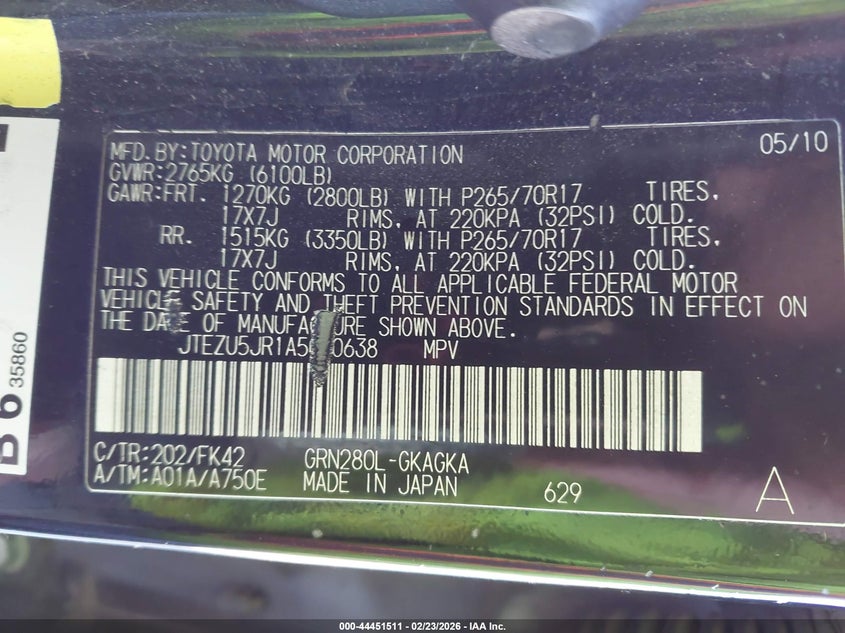 MFD.BY:TOYOTA MOTOR CORPORATION 05/10
GVWR:2765KG (6100LB)
GAWR:FRT. 1270KG (2800LB) WITH P265/70R17 TIRES,
17X7J RIMS, AT 220KPA (32PSI) COLD.
RR. 1515KG (3350LB) WITH P265/70R17 TIRES,
17X7J RIMS, AT 220KPA (32PSI) COLD.
THIS VEHICLE CONFORMS TO ALL APPLICABLE FEDERAL MOTOR
VEHICLE SAFETY AND THEFT PREVENTION STANDARDS IN EFFECT ON
THE DATE OF MANUFACTURE SHOWN ABOVE.
MPV
C/TR:202/FK42 GRN280L-GKAGKA
A/TM:A01A/A750E MADE IN JAPAN 629 A
35860
000-44451511 - 02/23/2026 - IAA Inc.